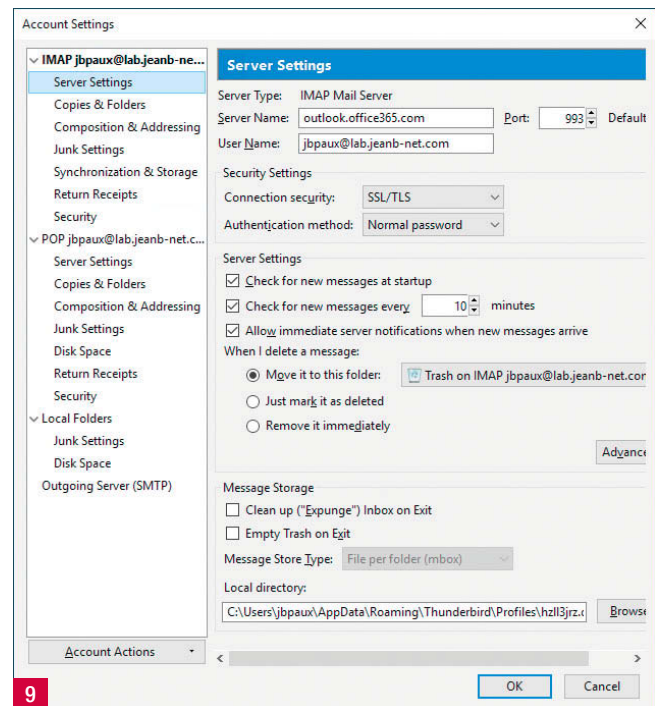 Account Settings
IMAP jbpaux@lab.jeanb-ne...
Server Settings
Copies & Folders
Composition & Addressing
Junk Settings
Synchronization & Storage
Return Receipts
Security
POP jbpaux@lab.jeanb-net.c...
Server Settings
Copies & Folders
Composition & Addressing
Junk Settings
Disk Space
Return Receipts
Security
Local Folders
Junk Settings
Disk Space
Outgoing Server (SMTP)
Account Actions
Server Settings
Server Type: IMAP Mail Server
Server Name: outlook.office365.com Port: 993 Default
User Name: jbpaux@lab.jeanb-net.com
Security Settings
Connection security: SSL/TLS
Authentication method: Normal password
Server Settings
Check for new messages at startup
Check for new messages every 10 minutes
Allow immediate server notifications when new messages arrive
When I delete a message:
Move it to this folder: Trash on IMAP jbpaux@lab.jeanb-net.cor
Just mark it as deleted
Remove it immediately
Advance
Message Storage
Clean up ("Expunge") Inbox on Exit
Empty Trash on Exit
Message Store Type: File per folder (mbox)
Local directory:
C:\Users\jbpaux\AppData\Roaming\Thunderbird\Profiles\hzll3jrz.c Browse
OK Cancel
9